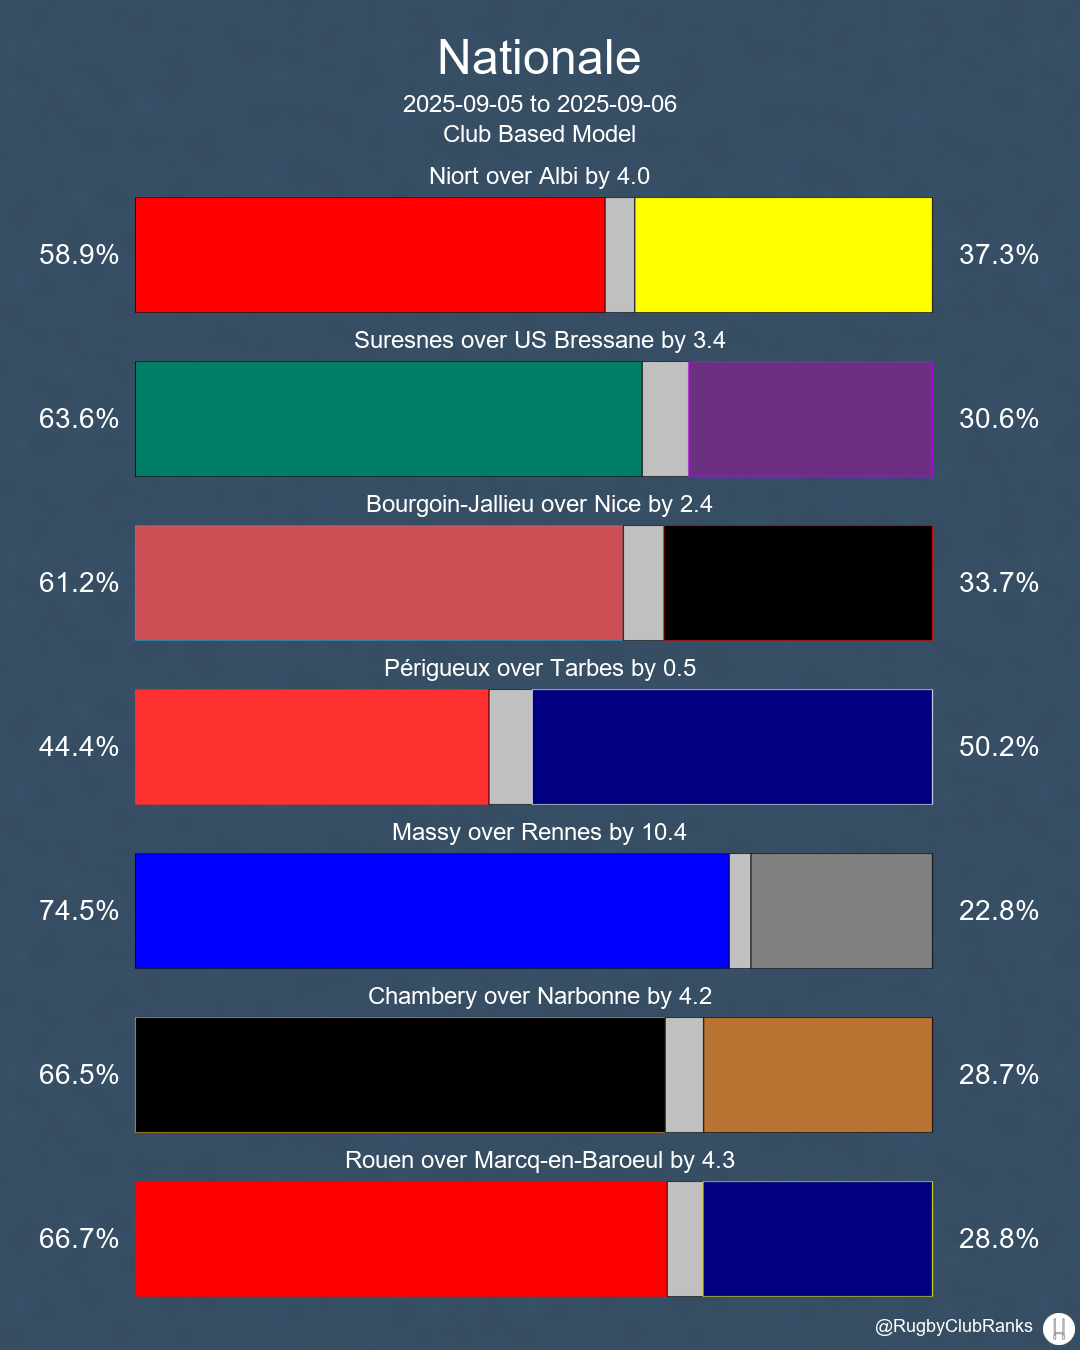 Nationale
2025-09-05 to 2025-09-06
Club Based Model
Niort over Albi by 4.0
58.9% 37.3%
Suresnes over US Bressane by 3.4
63.6% 30.6%
Bourgoin-Jallieu over Nice by 2.4
61.2% 33.7%
Périgueux over Tarbes by 0.5
44.4% 50.2%
Massy over Rennes by 10.4
74.5% 22.8%
Chambery over Narbonne by 4.2
66.5% 28.7%
Rouen over Marcq-en-Baroeul by 4.3
66.7% 28.8%
@RugbyClubRanks